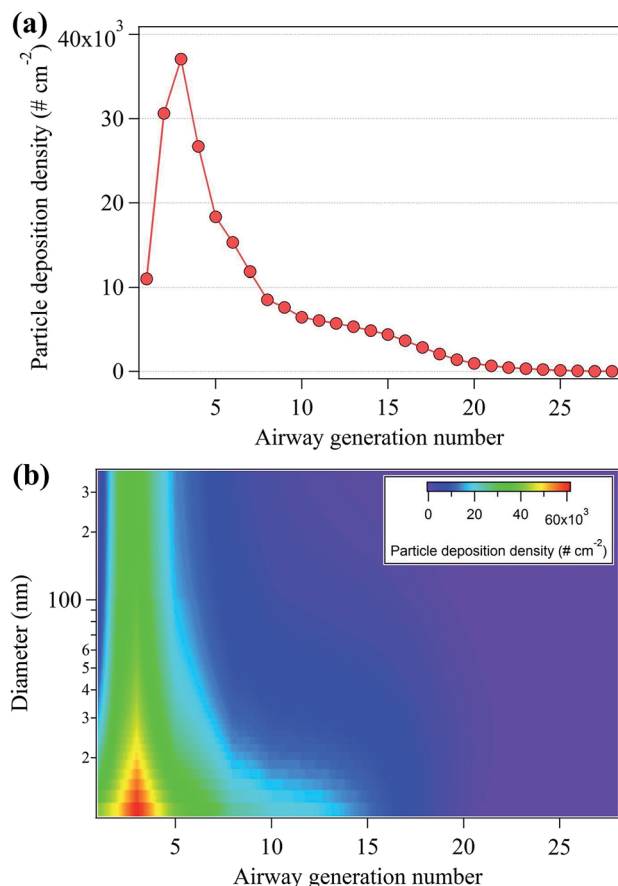 (a)
40x10³
30
20
10
0
Particle deposition density (# cm⁻²)
5 10 15 20 25
Airway generation number
(b)
3
2
100
6
5
4
3
2
Diameter (nm)
0 20 40 60x10³
Particle deposition density (# cm⁻²)
5 10 15 20 25
Airway generation number